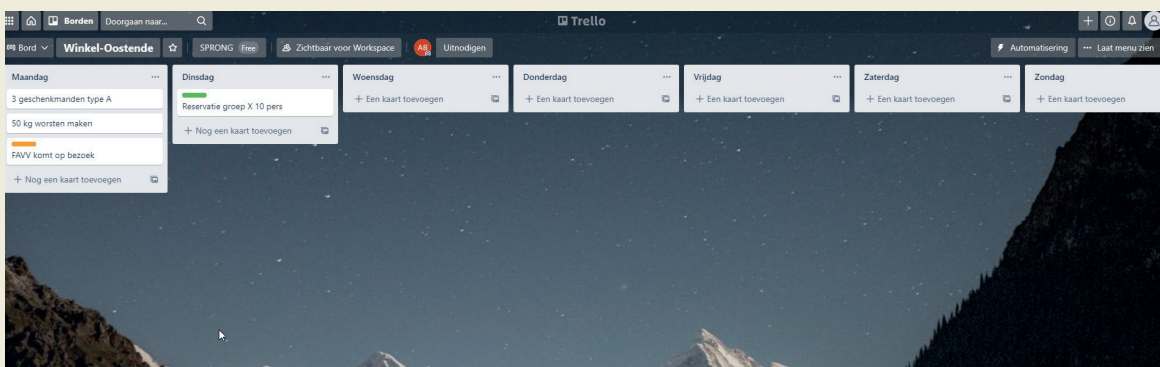 Borden
Doorgaan naar...
Trello
Bord
Winkel-Oostende
SPRONG Free
Zichtbaar voor Workspace
AB
Uitnodigen
Automatisering
Laat menu zien
Maandag
3 geschenkmanden type A
50 kg worsten maken
FAVV komt op bezoek
+ Nog een kaart toevoegen
Dinsdag
Reservatie groep X 10 pers
+ Nog een kaart toevoegen
Woensdag
+ Een kaart toevoegen
Donderdag
+ Een kaart toevoegen
Vrijdag
+ Een kaart toevoegen
Zaterdag
+ Een kaart toevoegen
Zondag
+ Een kaart toevoegen